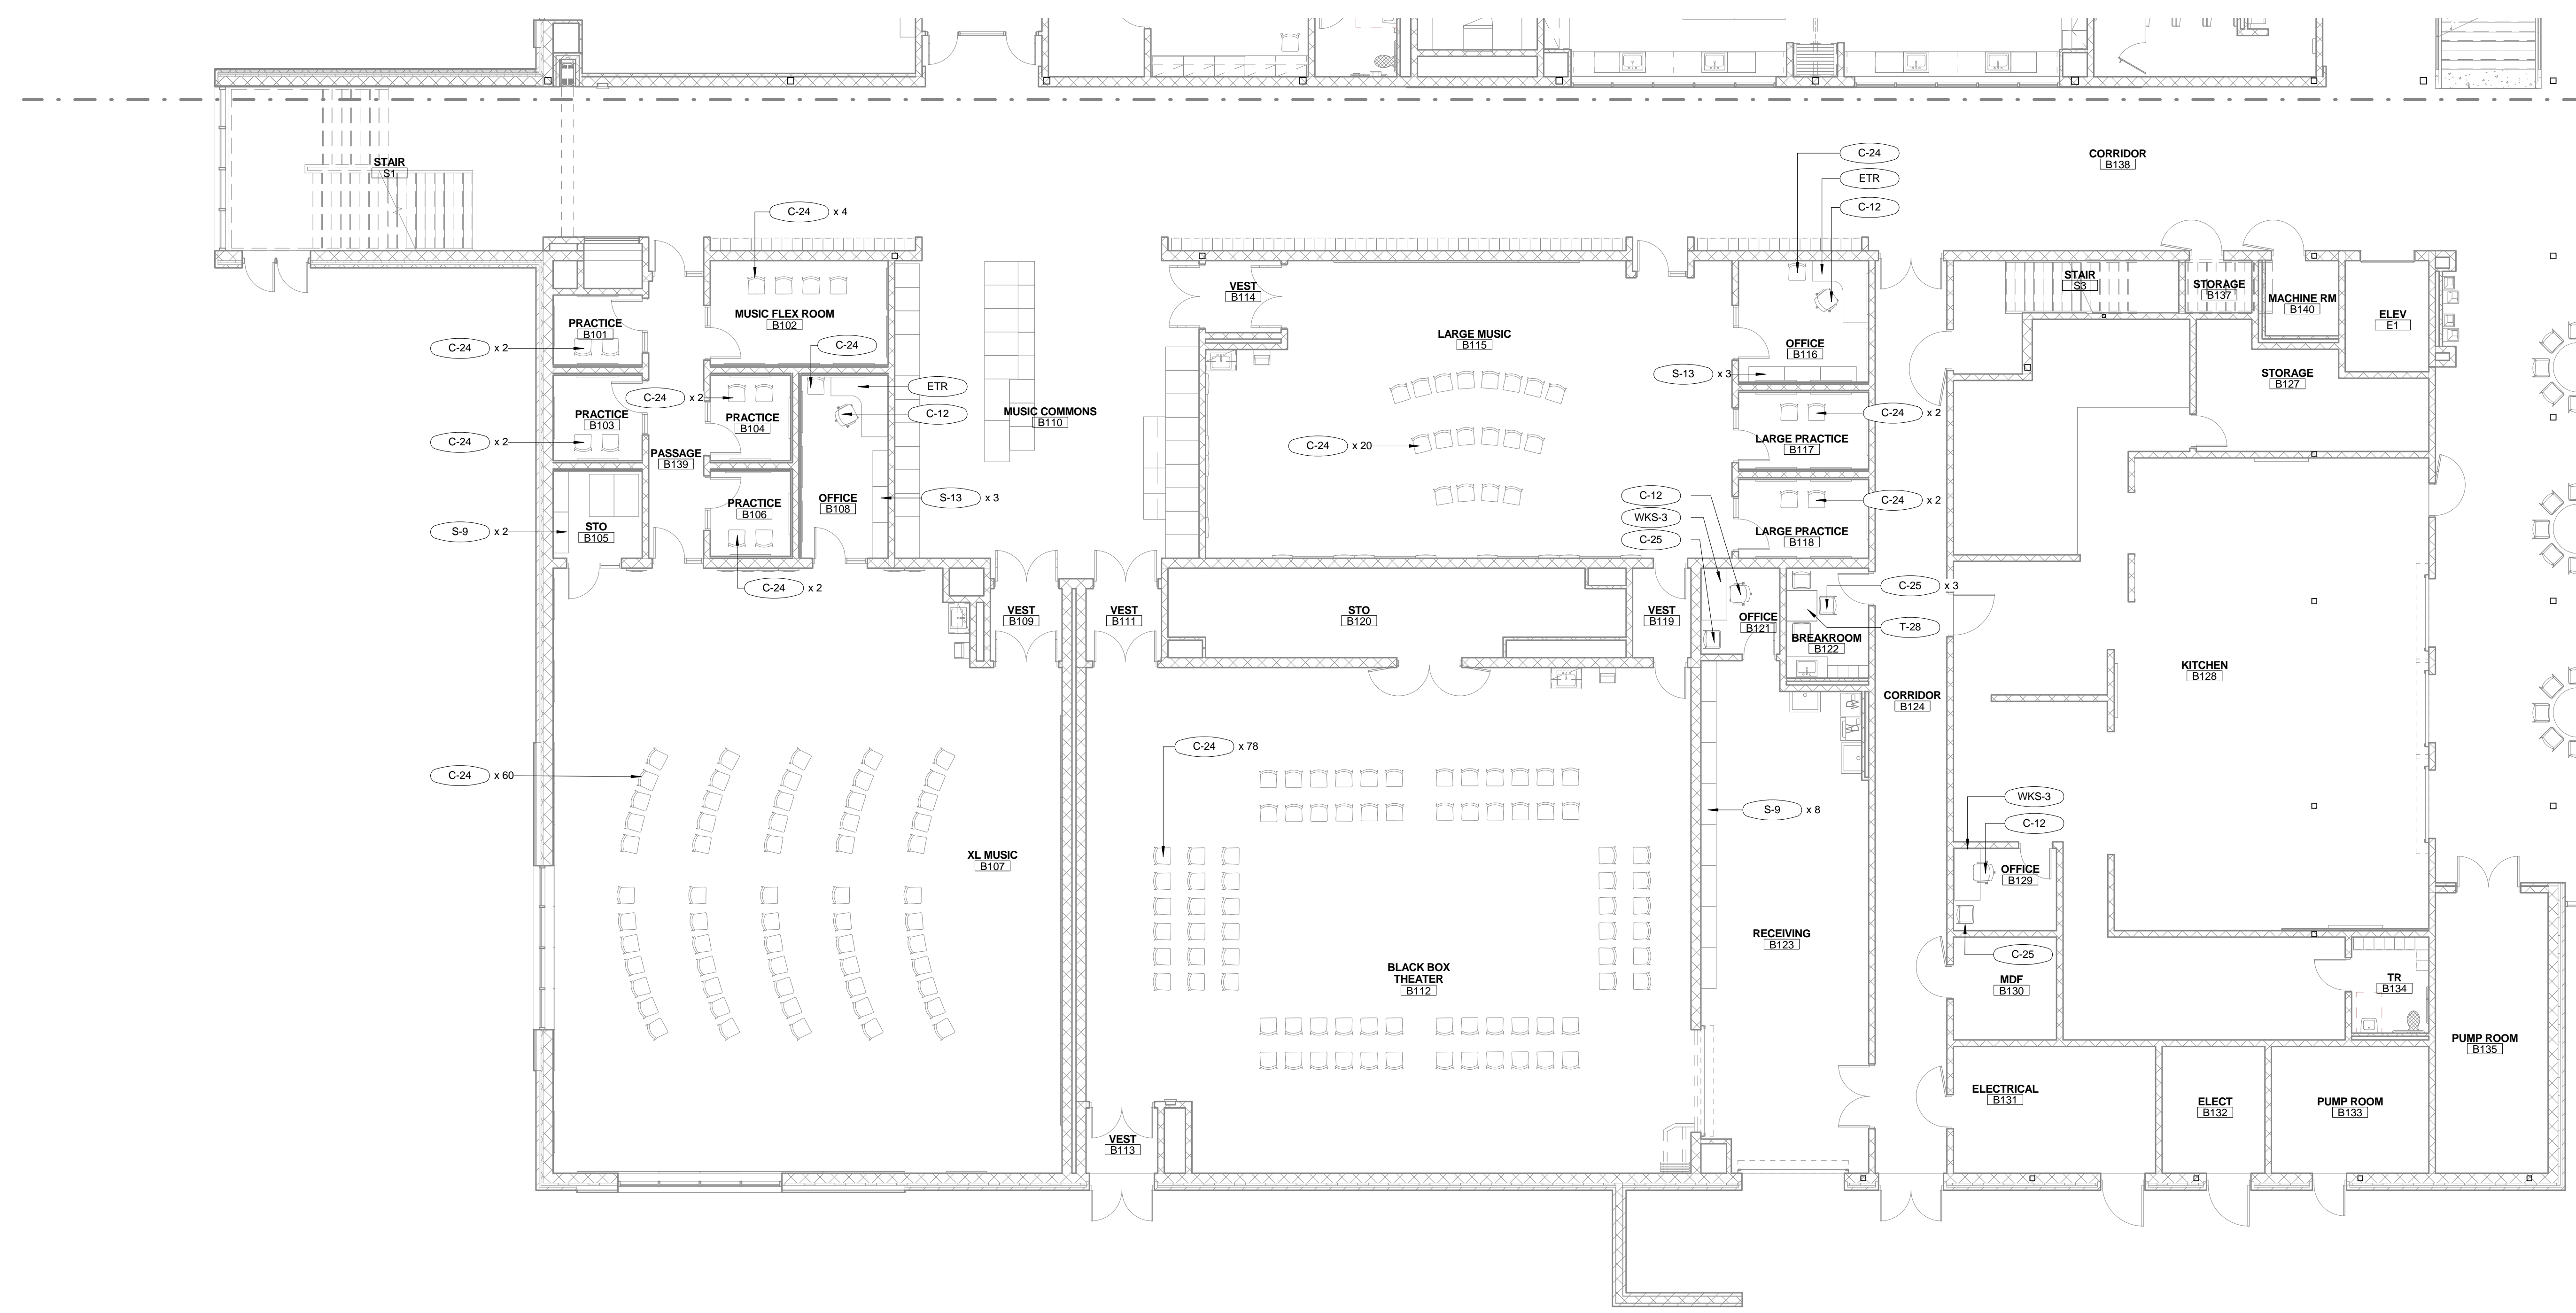 STAIR
S1
CORRIDOR
B138
C-24
ETR
C-12
C-24 x 4
MUSIC FLEX ROOM
B102
PRACTICE
B101
C-24 x 2
C-24
ETR
C-12
C-24 x 2
PRACTICE
B103
C-24 x 2
PRACTICE
B104
PASSAGE
B139
MUSIC COMMONS
B110
VEST
B114
LARGE MUSIC
B115
C-24 x 20
OFFICE
B116
S-13 x 3
C-24 x 2
LARGE PRACTICE
B117
C-24 x 2
LARGE PRACTICE
B118
STAIR
S3
STORAGE
B137
MACHINE RM
B140
ELEV
E1
STORAGE
B127
S-9 x 2
STO
B105
PRACTICE
B106
C-24 x 2
OFFICE
B108
S-13 x 3
C-12
WKS-3
C-25
VEST
B109
VEST
B111
STO
B120
VEST
B119
OFFICE
B121
C-25 x 3
T-28
BREAKROOM
B122
CORRIDOR
B124
KITCHEN
B128
C-24 x 60
XL MUSIC
B107
C-24 x 78
S-9 x 8
WKS-3
C-12
OFFICE
B129
C-25
BLACK BOX
THEATER
B112
RECEIVING
B123
MDF
B130
TR
B134
PUMP ROOM
B135
VEST
B113
ELECTRICAL
B131
ELECT
B132
PUMP ROOM
B133